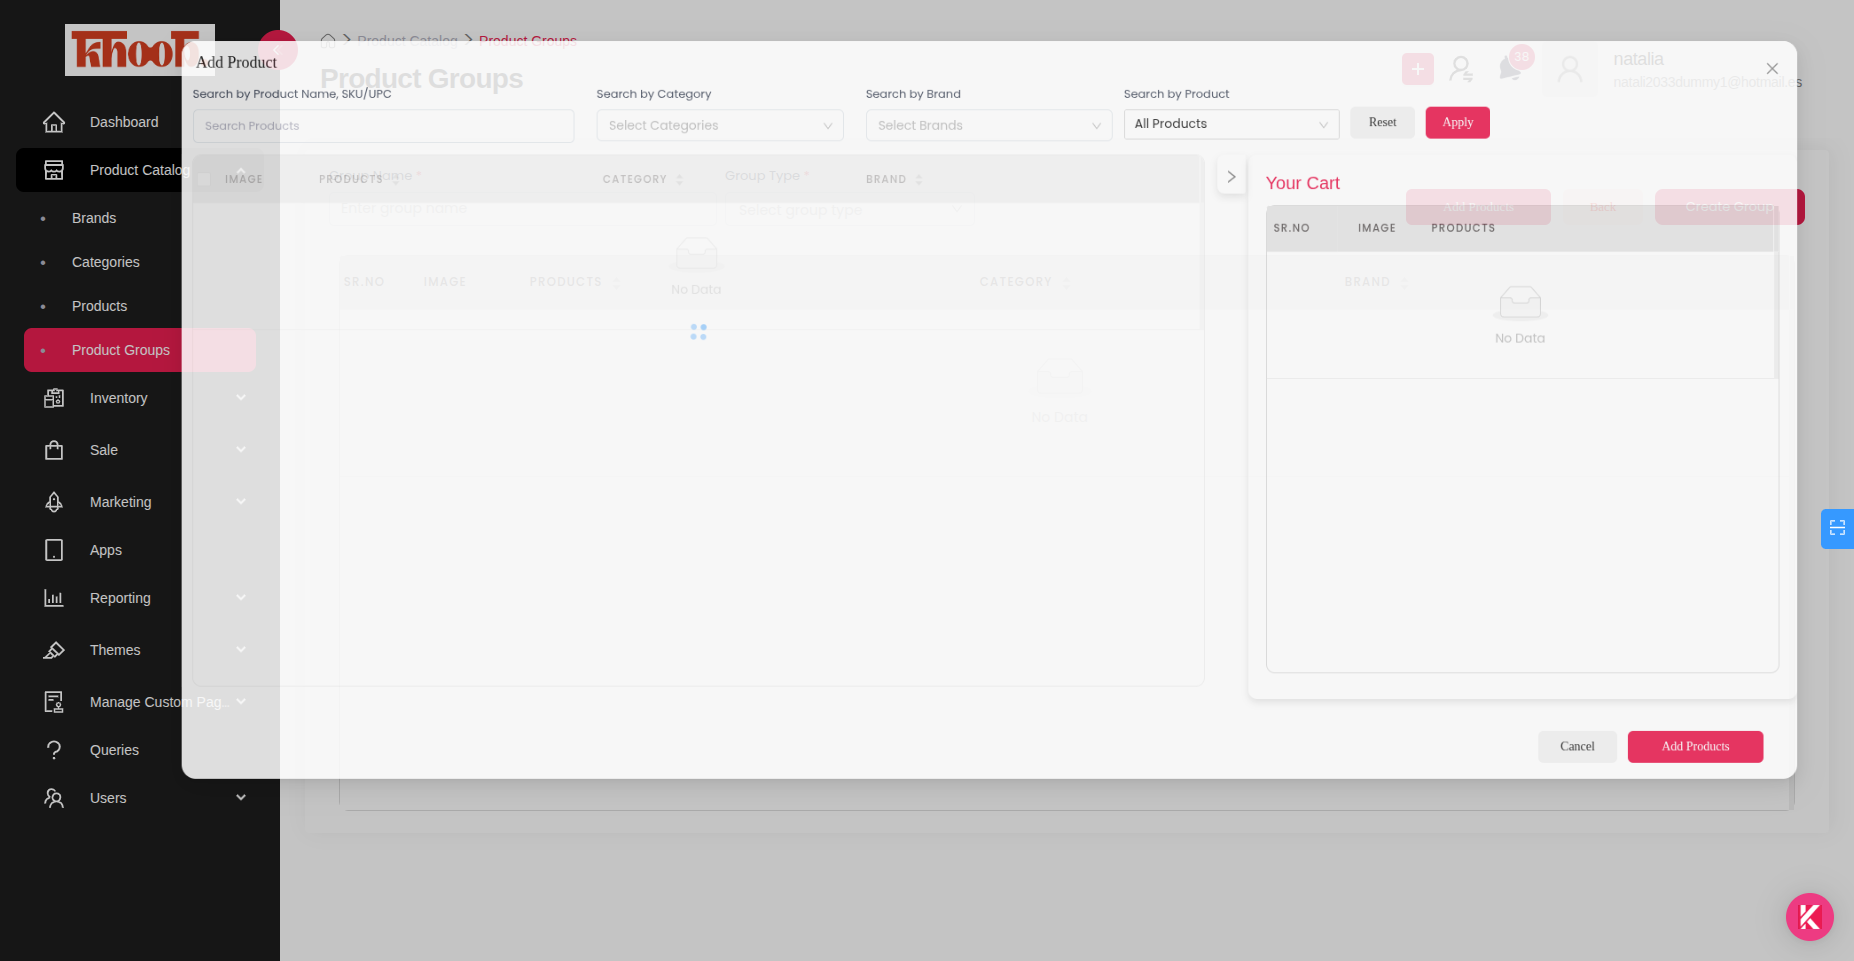 Khoot
Product Catalog
Product Groups
Product Groups
38
natalia
natali2033dummy1@hotmail.es
Add Product
Search by Product Name, SKU/UPC
Search by Category
Search by Brand
Search by Product
Search Products
Select Categories
Select Brands
All Products
Reset
Apply
IMAGE
PRODUCTS
CATEGORY
BRAND
Name *
Group Type *
Enter group name
Select group type
No Data
SR.NO
IMAGE
PRODUCTS
CATEGORY
BRAND
No Data
Your Cart
Add Products
Back
Create Group
SR.NO
IMAGE
PRODUCTS
No Data
Cancel
Add Products
Dashboard
Product Catalog
Brands
Categories
Products
Product Groups
Inventory
Sale
Marketing
Apps
Reporting
Themes
Manage Custom Pag..
Queries
Users
K